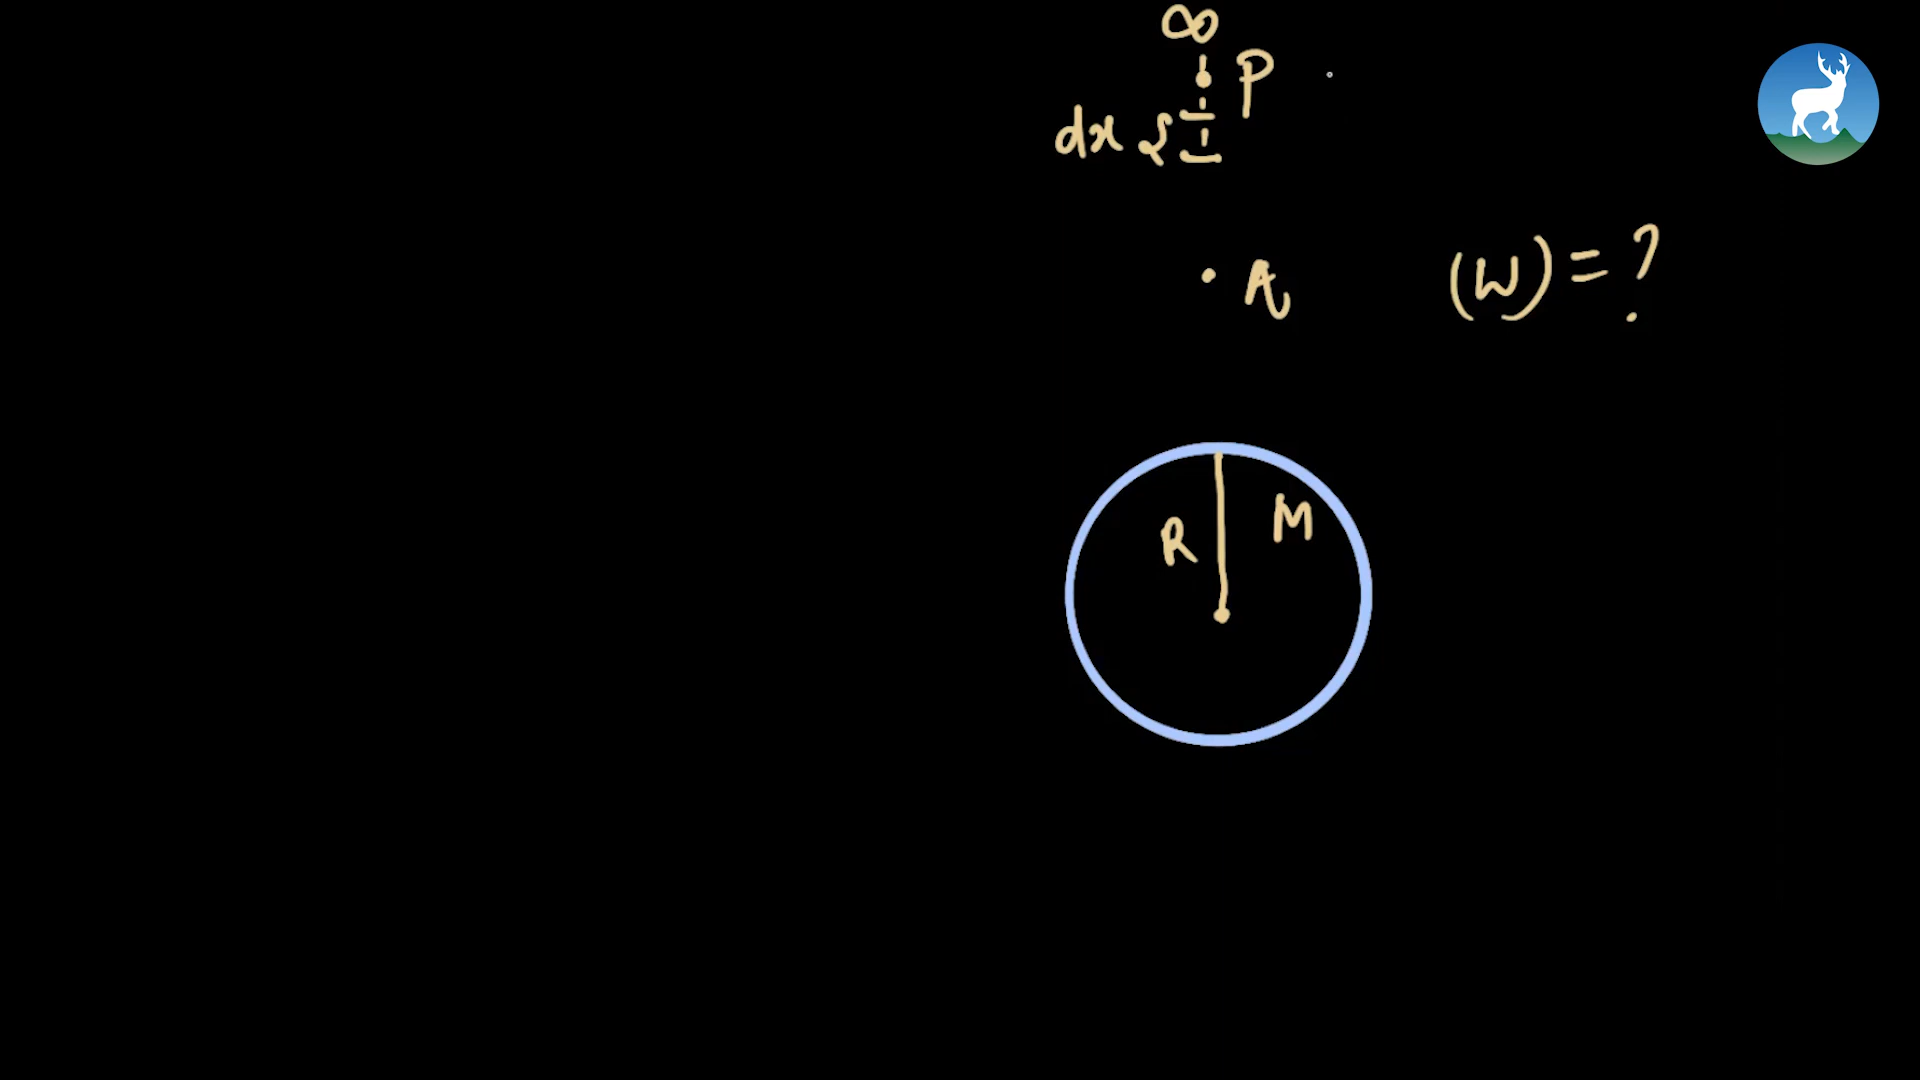 ∞
P
dx
A (W) = ?
R M